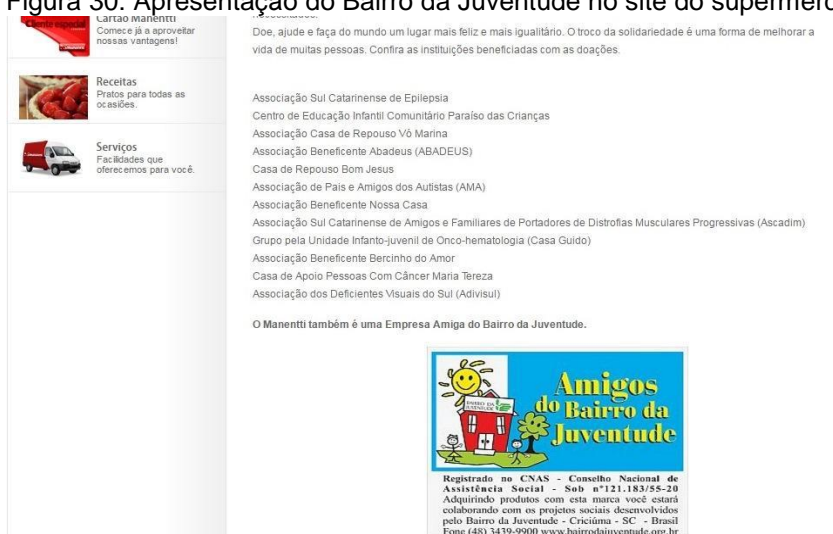 Figura 30: Apresentação do Bairro da Juventude no site do supermerc
Cliente especial
Cartão Manentti
Comece já a aproveitar
nossas vantagens!
Receitas
Pratos para todas as
ocasiões.
Serviços
Facilidades que
oferecemos para você.
necessitados.
Doe, ajude e faça do mundo um lugar mais feliz e mais igualitário. O troco da solidariedade é uma forma de melhorar a
vida de muitas pessoas. Confira as instituições beneficiadas com as doações.
Associação Sul Catarinense de Epilepsia
Centro de Educação Infantil Comunitário Paraíso das Crianças
Associação Casa de Repouso Vó Marina
Associação Beneficente Abadeus (ABADEUS)
Casa de Repouso Bom Jesus
Associação de Pais e Amigos dos Autistas (AMA)
Associação Beneficente Nossa Casa
Associação Sul Catarinense de Amigos e Familiares de Portadores de Distrofias Musculares Progressivas (Ascadim)
Grupo pela Unidade Infanto-juvenil de Onco-hematologia (Casa Guido)
Associação Beneficente Bercinho do Amor
Casa de Apoio Pessoas Com Câncer Maria Tereza
Associação dos Deficientes Visuais do Sul (Adivisul)
O Manentti também é uma Empresa Amiga do Bairro da Juventude.
BAIRRO DA
JUVENTUDE
Amigos
do Bairro da
Juventude
Registrado no CNAS - Conselho Nacional de
Assistência Social - Sob nº121.183/55-20
Adquirindo produtos com esta marca você estará
colaborando com os projetos sociais desenvolvidos
pelo Bairro da Juventude - Criciúma - SC - Brasil
Fone (48) 3439-9900 www.bairrodajuventude.org.br